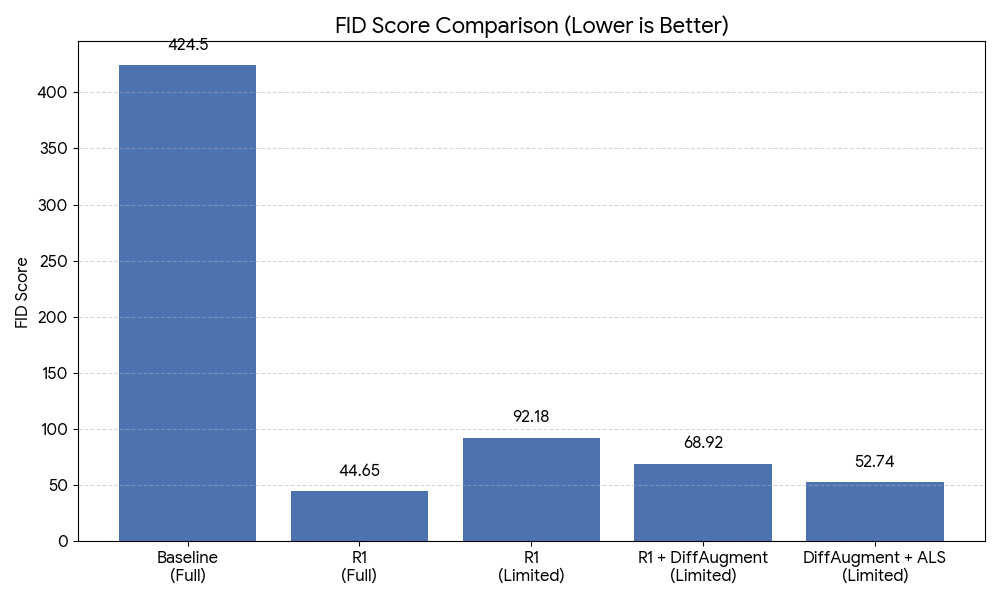 FID Score Comparison (Lower is Better)
FID Score
400
350
300
250
200
150
100
50
0
424.5
44.65
92.18
68.92
52.74
Baseline
(Full)
R1
(Full)
R1
(Limited)
R1 + DiffAugment
(Limited)
DiffAugment + ALS
(Limited)